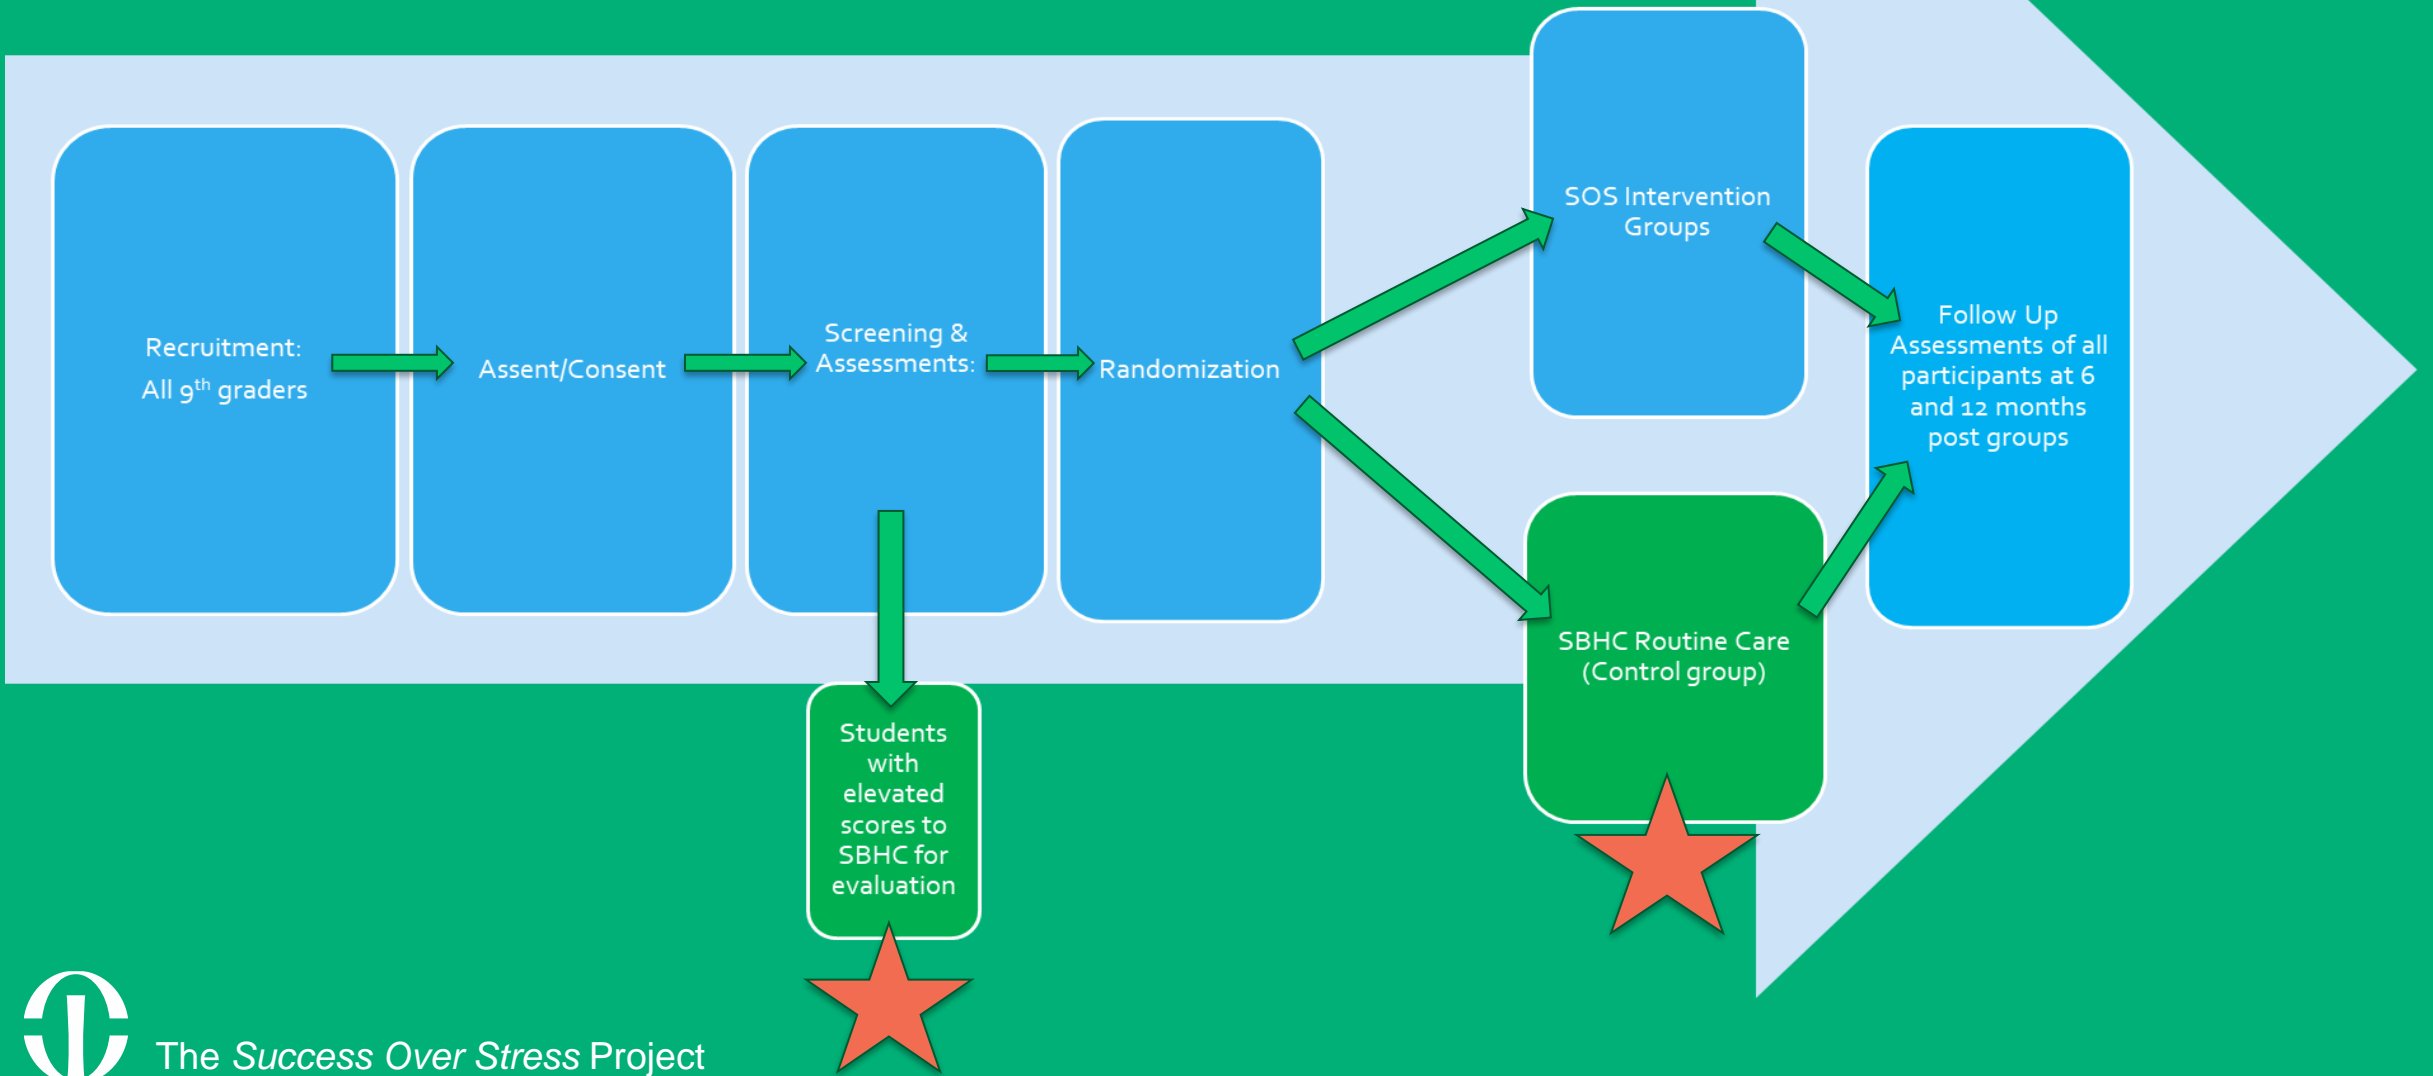 Recruitment:
All 9th graders
Assent/Consent
Screening &
Assessments:
Randomization
SOS Intervention
Groups
SBHC Routine Care
(Control group)
Follow Up
Assessments of all
participants at 6
and 12 months
post groups
Students
with
elevated
scores to
SBHC for
evaluation
The Success Over Stress Project